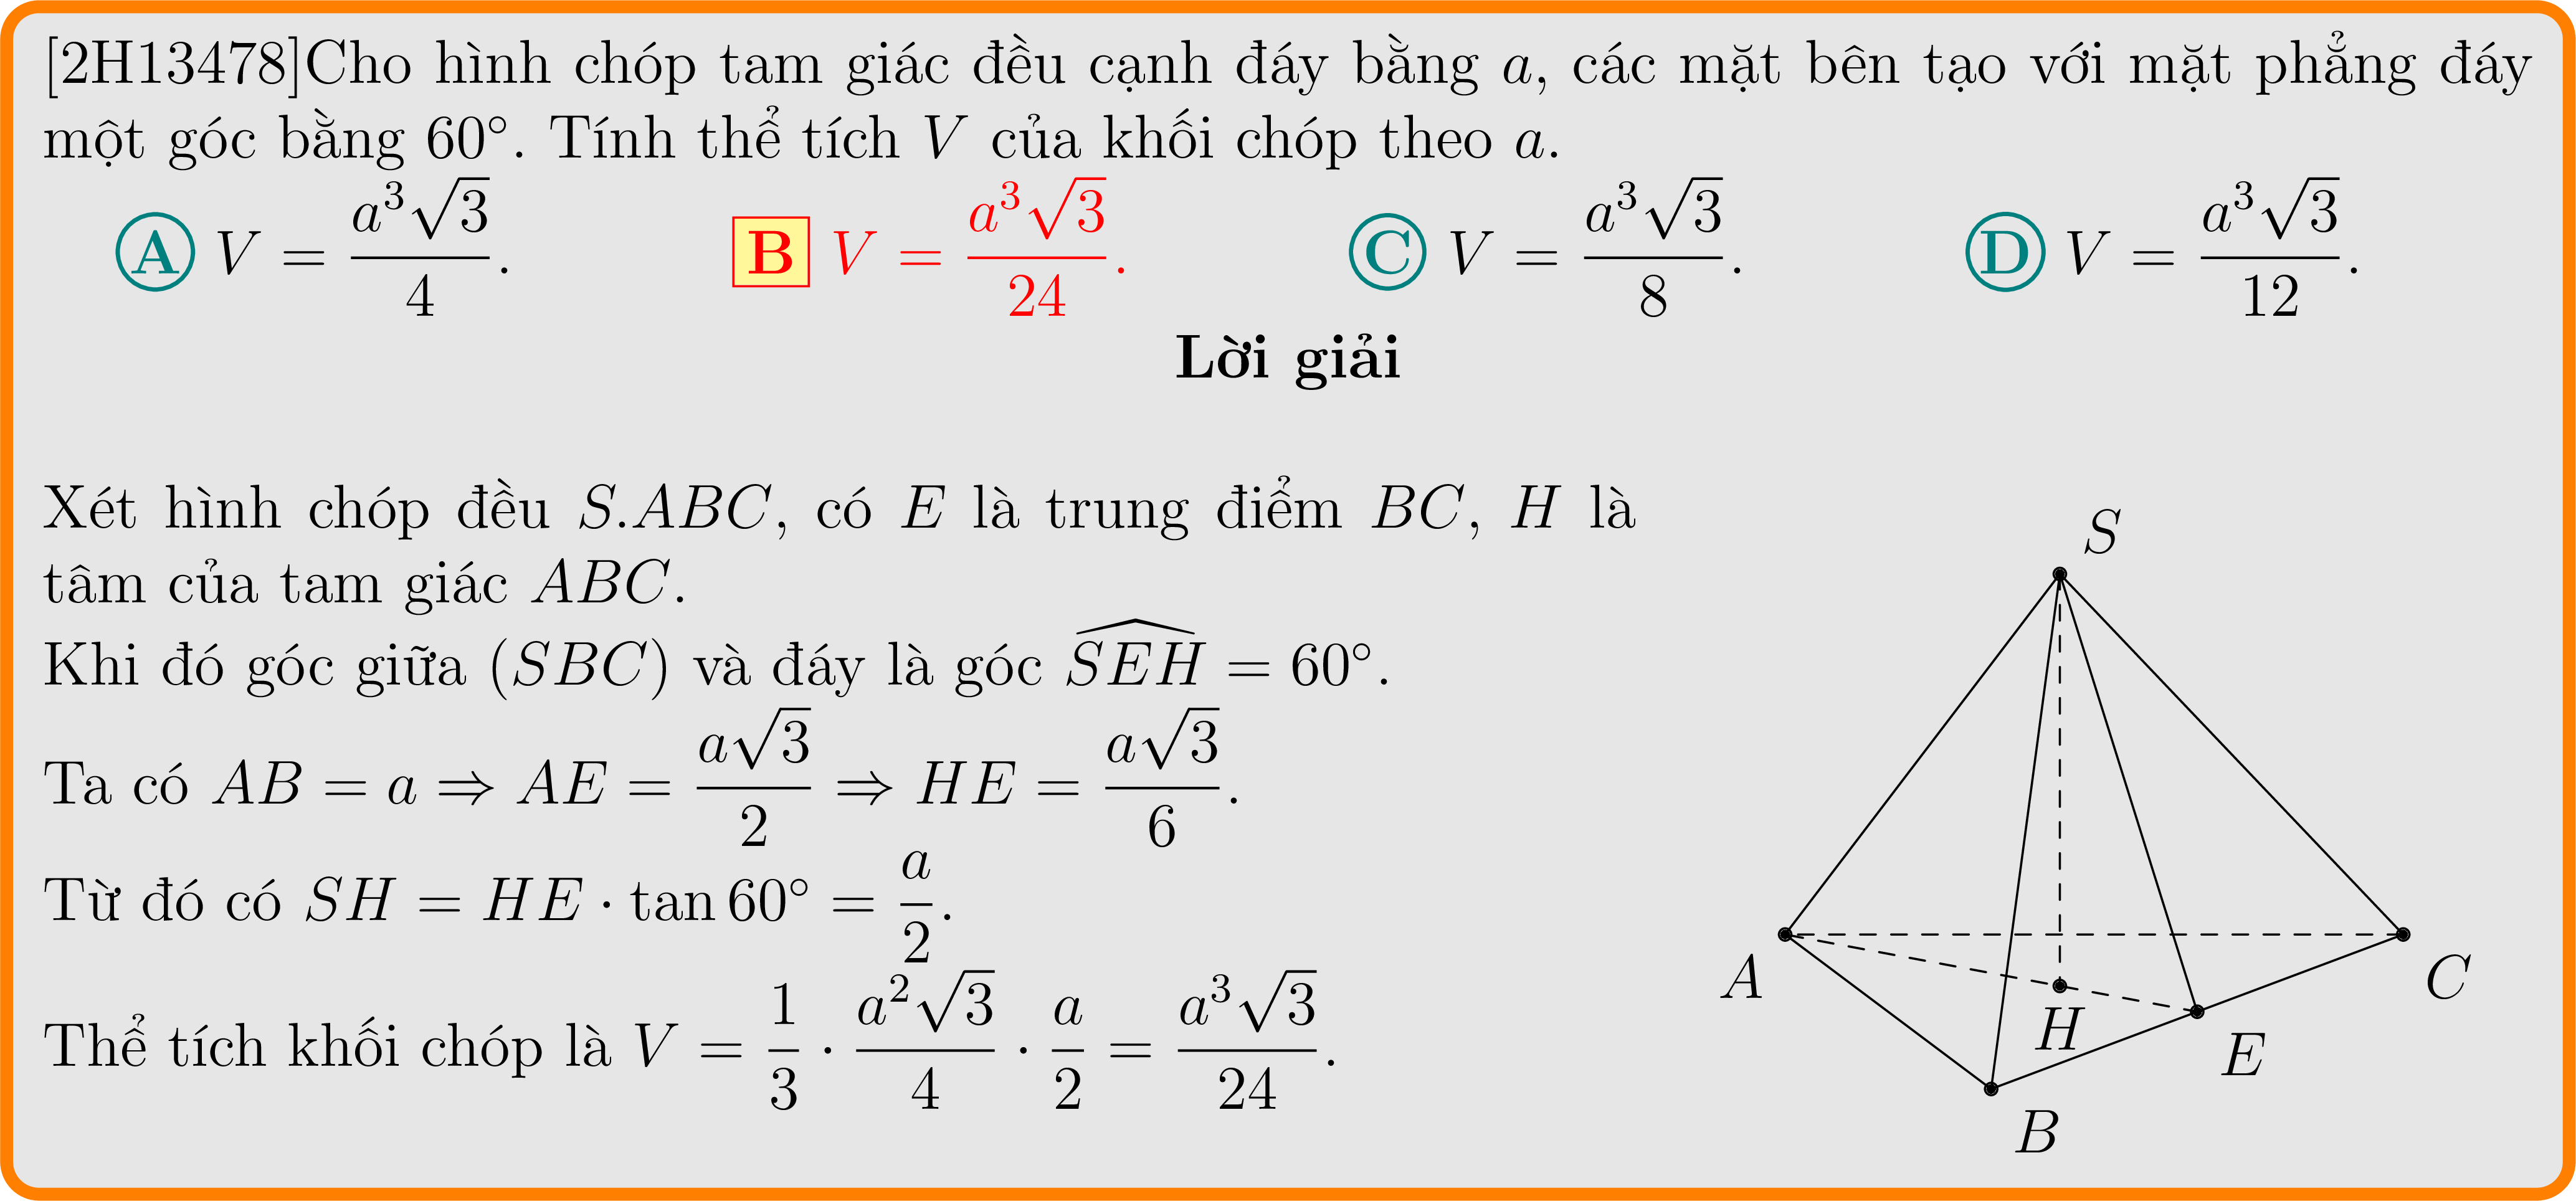 [2H13478]Cho hình chóp tam giác đều cạnh đáy bằng a, các mặt bên tạo với mặt phẳng đáy
một góc bằng 60°. Tính thể tích V của khối chóp theo a.
A V = \frac{a^3\sqrt{3}}{4}. B V = \frac{a^3\sqrt{3}}{24}. C V = \frac{a^3\sqrt{3}}{8}. D V = \frac{a^3\sqrt{3}}{12}.
Lời giải
Xét hình chóp đều S.ABC, có E là trung điểm BC, H là
tâm của tam giác ABC.
Khi đó góc giữa (SBC) và đáy là góc \widehat{SEH} = 60°.
Ta có AB = a ⇒ AE = \frac{a\sqrt{3}}{2} ⇒ HE = \frac{a\sqrt{3}}{6}.
Từ đó có SH = HE · tan 60° = \frac{a}{2}.
Thể tích khối chóp là V = \frac{1}{3} · \frac{a^2\sqrt{3}}{4} · \frac{a}{2} = \frac{a^3\sqrt{3}}{24}.
S
A
C
H
E
B